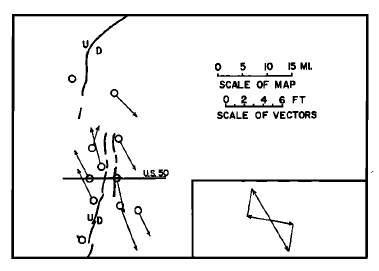 U
D
0 5 10 15 MI.
SCALE OF MAP
0 .2 .4 .6 FT
SCALE OF VECTORS
U.S. 50
U D